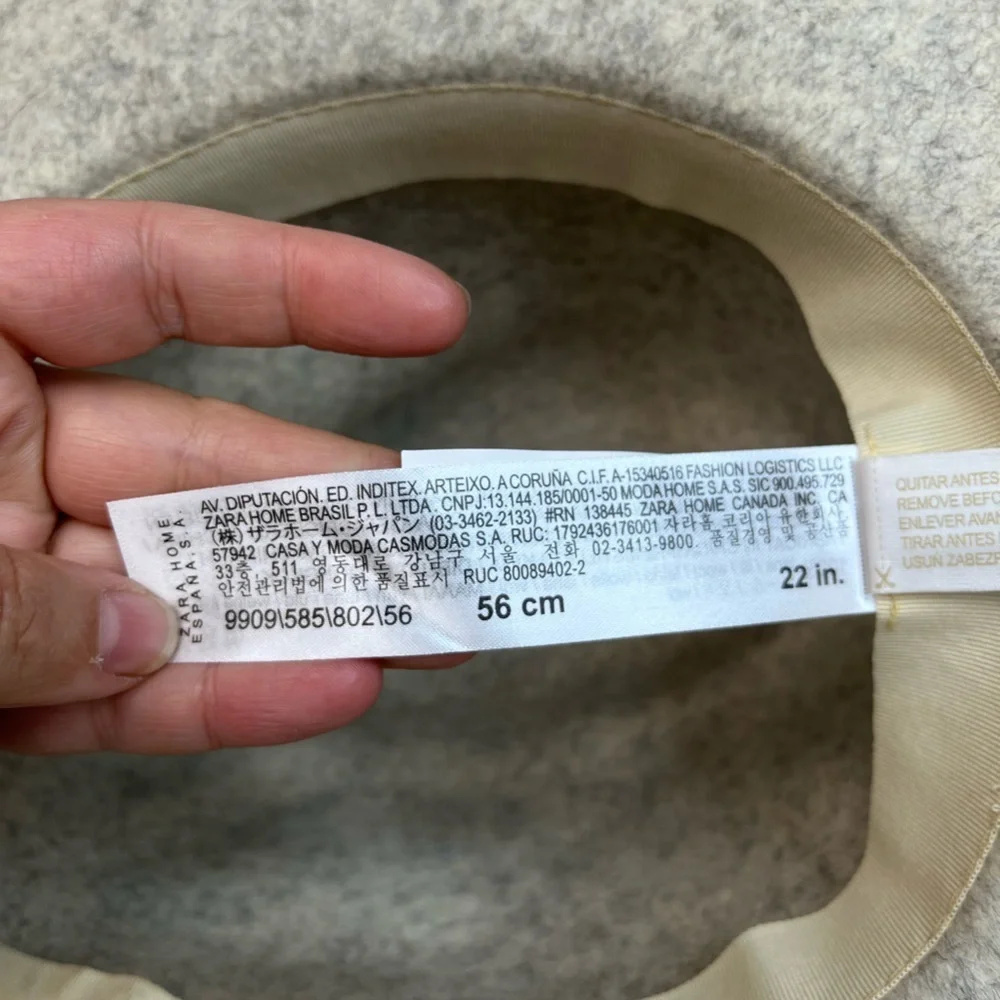 ZARA HOME
ESPAÑA S.A.
AV. DIPUTACIÓN. ED. INDITEX. ARTEIXO. A CORUÑA C.I.F. A-15340516 FASHION LOGISTICS LLC
ZARA HOME BRASIL P.L. LTDA. CNPJ.13.144.185/0001-50 MODA HOME S.A.S. SIC 900.495.729
(株) ザラホーム・ジャパン (03-3462-2133) #RN 138445 ZARA HOME CANADA INC. CA
57942 CASA Y MODA CASMODAS S.A. RUC: 1792436176001 자라홈 코리아 유한회사
33층 511 영동대로 강남구 서울 전화 02-3413-9800. 품질경영 및 공산품
안전관리법에 의한 품질표시 RUC 80089402-2
9909\585\802\56 56 cm 22 in.
QUITAR ANTES
REMOVE BEFO
ENLEVER AVAN
TIRAR ANTES
USUN ZABEZ